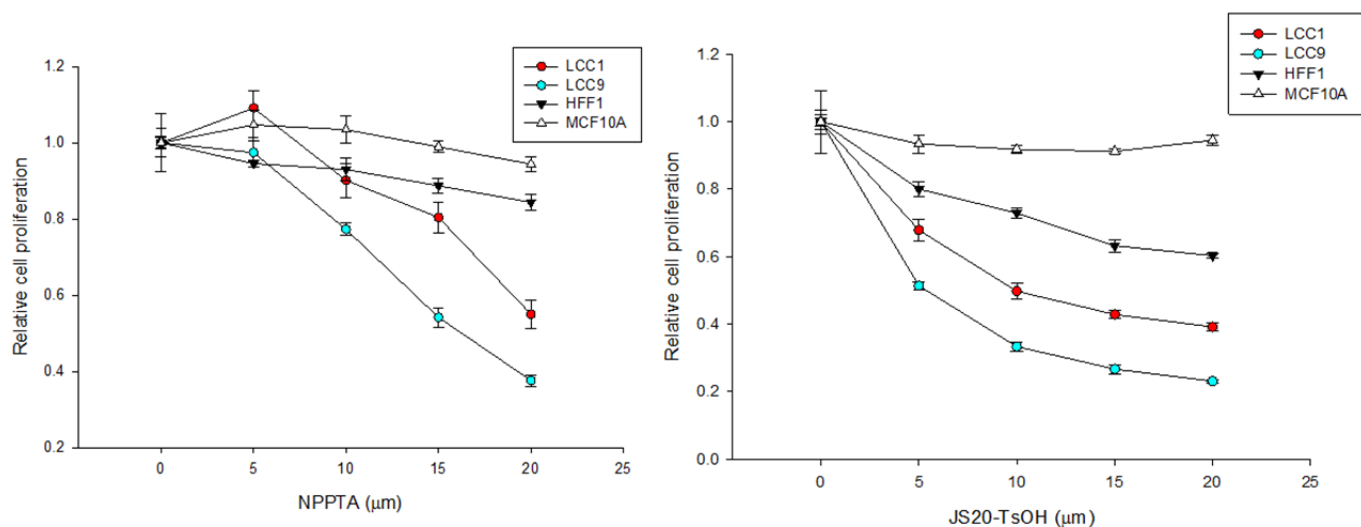 LCC1
LCC9
HFF1
MCF10A
1.2
1.0
0.8
0.6
0.4
0.2
Relative cell proliferation
0 5 10 15 20 25
NPPTA (μm)
LCC1
LCC9
HFF1
MCF10A
1.2
1.0
0.8
0.6
0.4
0.2
0.0
Relative cell proliferation
0 5 10 15 20 25
JS20-TsOH (μm)